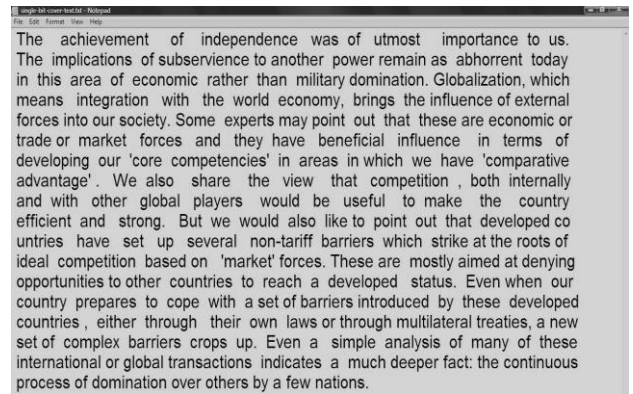 single-bit-cover-text.txt - Notepad
File Edit Format View Help
The achievement of independence was of utmost importance to us.
The implications of subservience to another power remain as abhorrent today
in this area of economic rather than military domination. Globalization, which
means integration with the world economy, brings the influence of external
forces into our society. Some experts may point out that these are economic or
trade or market forces and they have beneficial influence in terms of
developing our 'core competencies' in areas in which we have 'comparative
advantage' . We also share the view that competition , both internally
and with other global players would be useful to make the country
efficient and strong. But we would also like to point out that developed co
untries have set up several non-tariff barriers which strike at the roots of
ideal competition based on 'market' forces. These are mostly aimed at denying
opportunities to other countries to reach a developed status. Even when our
country prepares to cope with a set of barriers introduced by these developed
countries , either through their own laws or through multilateral treaties, a new
set of complex barriers crops up. Even a simple analysis of many of these
international or global transactions indicates a much deeper fact: the continuous
process of domination over others by a few nations.